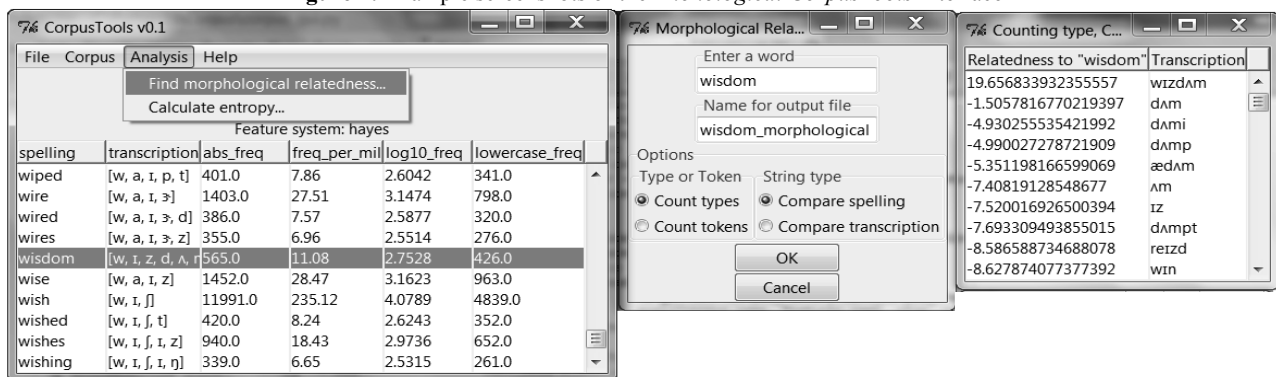 CorpusTools v0.1
File Corpus Analysis Help
Find morphological relatedness...
Calculate entropy...
Feature system: hayes
spelling transcription abs_freq freq_per_mil log10_freq lowercase_freq
wiped [w, a, ɪ, p, t] 401.0 7.86 2.6042 341.0
wire [w, a, ɪ, ɝ] 1403.0 27.51 3.1474 798.0
wired [w, a, ɪ, ɝ, d] 386.0 7.57 2.5877 320.0
wires [w, a, ɪ, ɝ, z] 355.0 6.96 2.5514 276.0
wisdom [w, ɪ, z, d, ʌ, 565.0 11.08 2.7528 426.0
wise [w, a, ɪ, z] 1452.0 28.47 3.1623 963.0
wish [w, ɪ, ʃ] 11991.0 235.12 4.0789 4839.0
wished [w, ɪ, ʃ, t] 420.0 8.24 2.6243 352.0
wishes [w, ɪ, ʃ, ɪ, z] 940.0 18.43 2.9736 652.0
wishing [w, ɪ, ʃ, ɪ, ŋ] 339.0 6.65 2.5315 261.0
Morphological Rela...
Enter a word
wisdom
Name for output file
wisdom_morphological
Options
Type or Token String type
Count types Compare spelling
Count tokens Compare transcription
OK
Cancel
Counting type, C...
Relatedness to "wisdom" Transcription
19.656833932355557 wɪzdʌm
-1.5057816770219397 dʌm
-4.930255535421992 dʌmi
-4.990027278721909 dʌmp
-5.351198166599069 ædʌm
-7.40819128548677 ʌm
-7.520016926500394 ɪz
-7.693309493855015 dʌmpt
-8.586588734688078 reɪzd
-8.627874077377392 wɪn